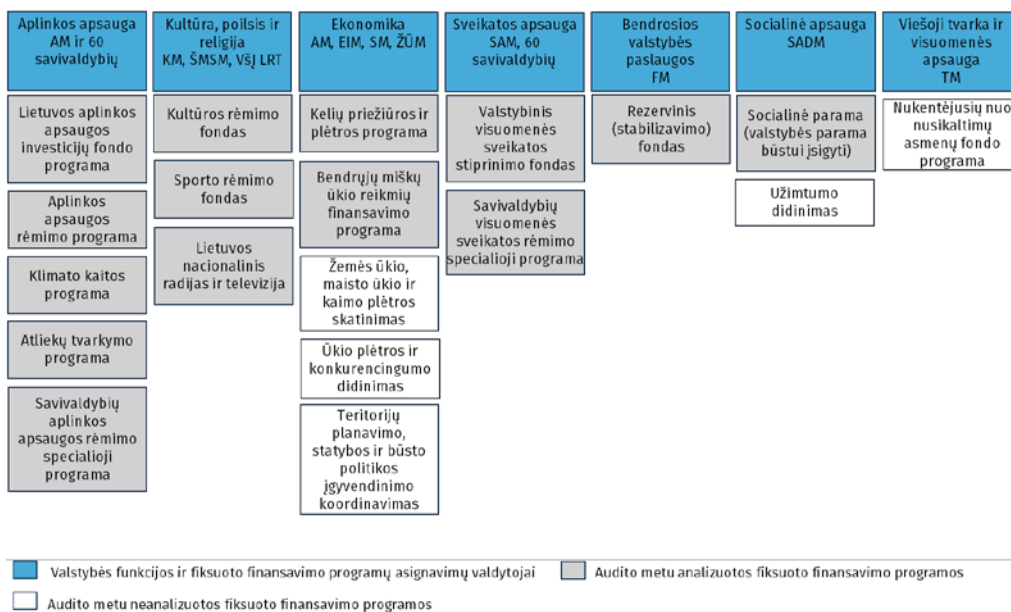 Aplinkos apsauga
AM ir 60
savivaldybių
Lietuvos aplinkos
apsaugos
investicijų fondo
programa
Aplinkos
apsaugos
rėmimo programa
Klimato kaitos
programa
Atliekų tvarkymo
programa
Savivaldybių
aplinkos
apsaugos rėmimo
specialioji
programa
Kultūra, poilsis ir
religija
KM, ŠMSM, VšĮ LRT
Kultūros rėmimo
fondas
Sporto rėmimo
fondas
Lietuvos
nacionalinis
radijas ir televizija
Ekonomika
AM, EIM, SM, ŽŪM
Kelių priežiūros ir
plėtros programa
Bendrųjų miškų
ūkio reikmių
finansavimo
programa
Žemės ūkio,
maisto ūkio ir
kaimo plėtros
skatinimas
Ūkio plėtros ir
konkurencingumo
didinimas
Teritorijų
planavimo,
statybos ir būsto
politikos
įgyvendinimo
koordinavimas
Sveikatos apsauga
SAM, 60
savivaldybių
Valstybinis
visuomenės
sveikatos
stiprinimo fondas
Savivaldybių
visuomenės
sveikatos rėmimo
specialioji programa
Bendrosios
valstybės
paslaugos
FM
Rezervinis
(stabilizavimo)
fondas
Socialinė apsauga
SADM
Socialinė parama
(valstybės parama
būstui įsigyti)
Užimtumo
didinimas
Viešoji tvarka ir
visuomenės
apsauga
TM
Nukentėjusių nuo
nusikaltimų
asmenų fondo
programa
Valstybės funkcijos ir fiksuoto finansavimo programų asignavimų valdytojai
Audito metu analizuotos fiksuoto finansavimo programos
Audito metu neanalizuotos fiksuoto finansavimo programos